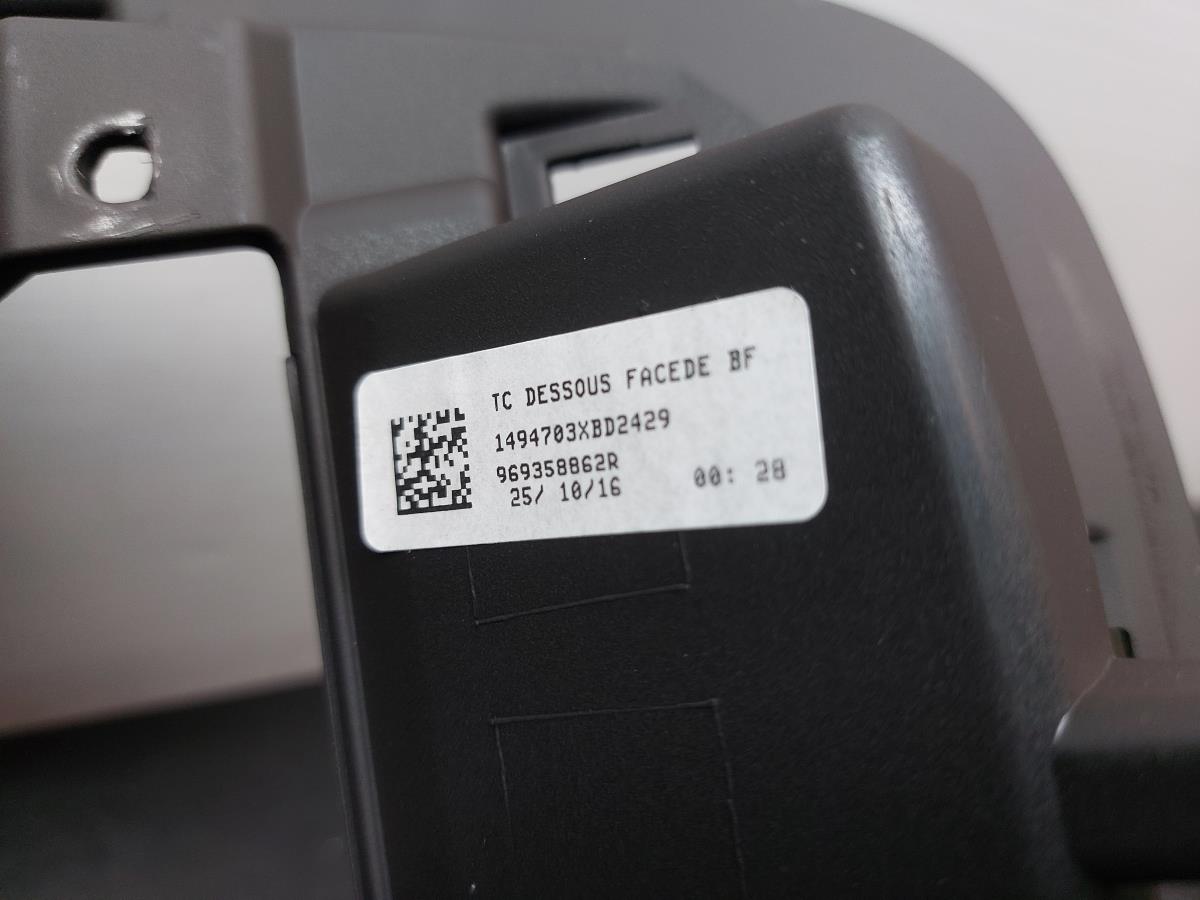 TC DESSOUS FACEDE BF
1494703XBD2429
969358862R
25/ 10/16 00: 28